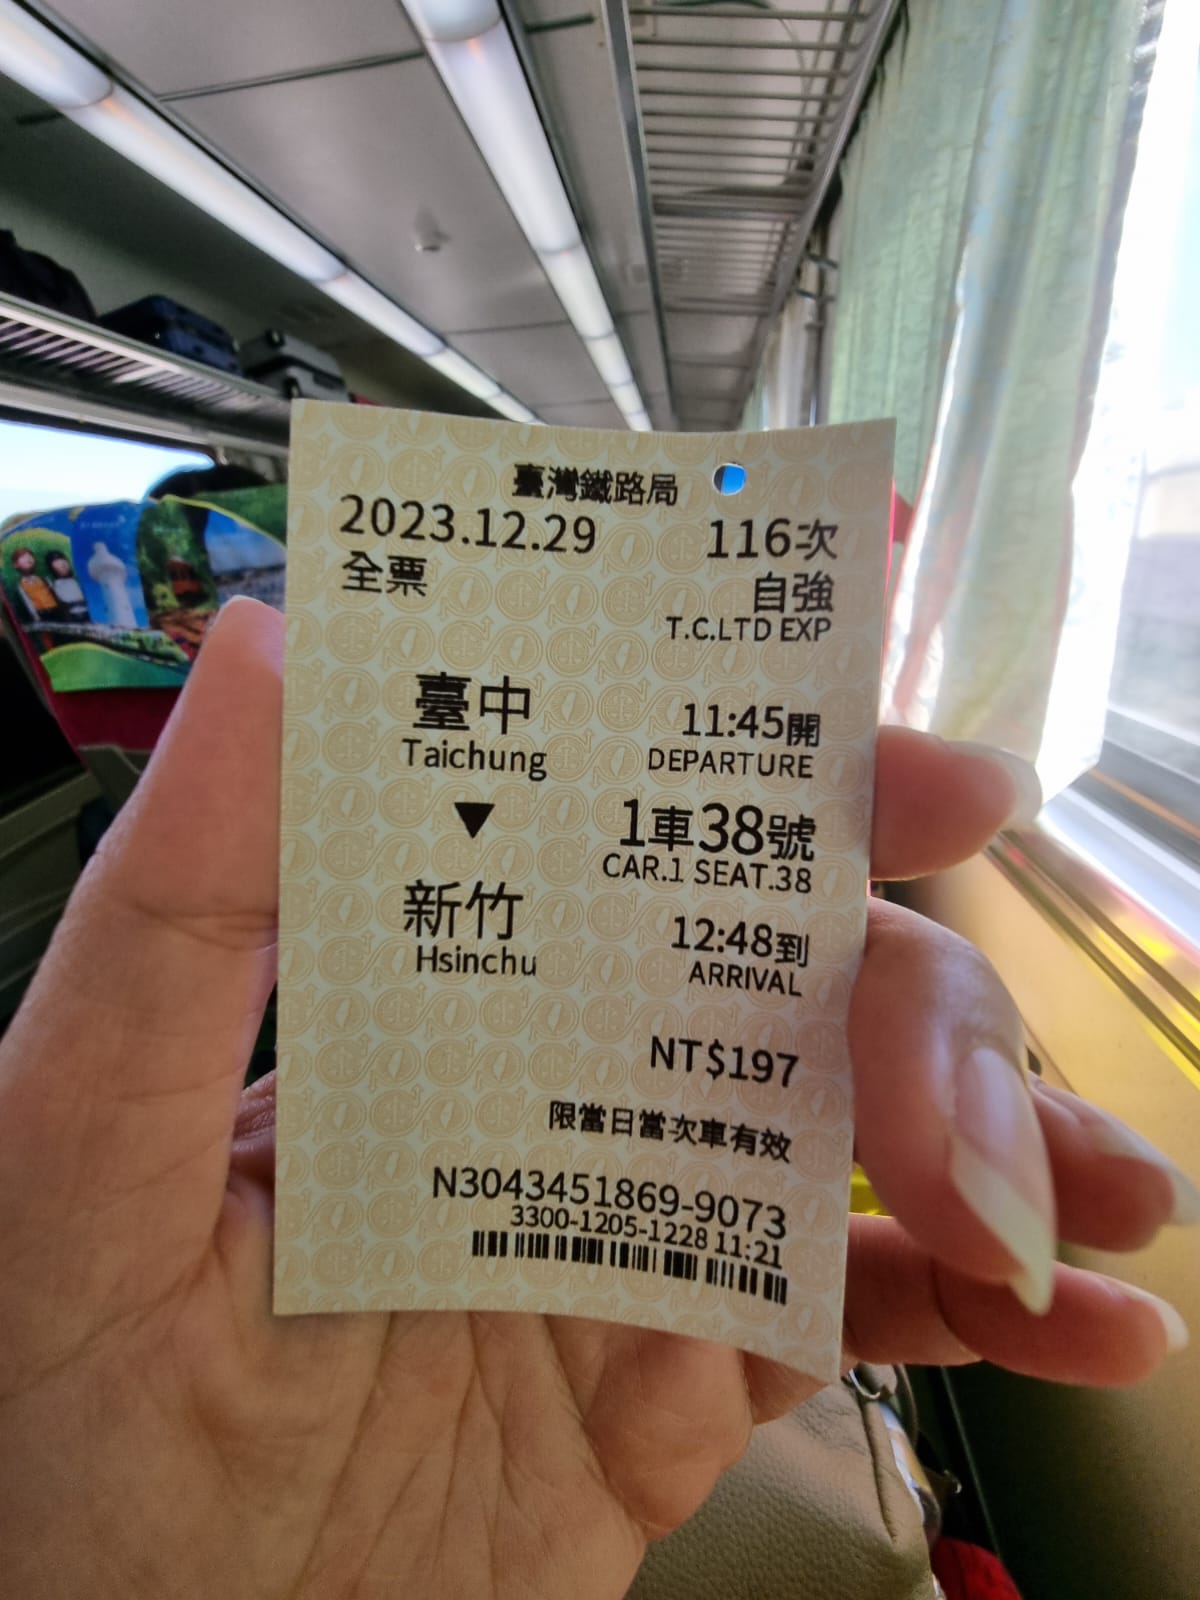 臺灣鐵路局
2023.12.29 116次
全票 自強
T.C.LTD EXP
臺中 11:45開
Taichung DEPARTURE
▼ 1車38號
CAR.1 SEAT.38
新竹 12:48到
Hsinchu ARRIVAL
NT$197
限當日當次車有效
N3043451869-9073
3300-1205-1228 11:21